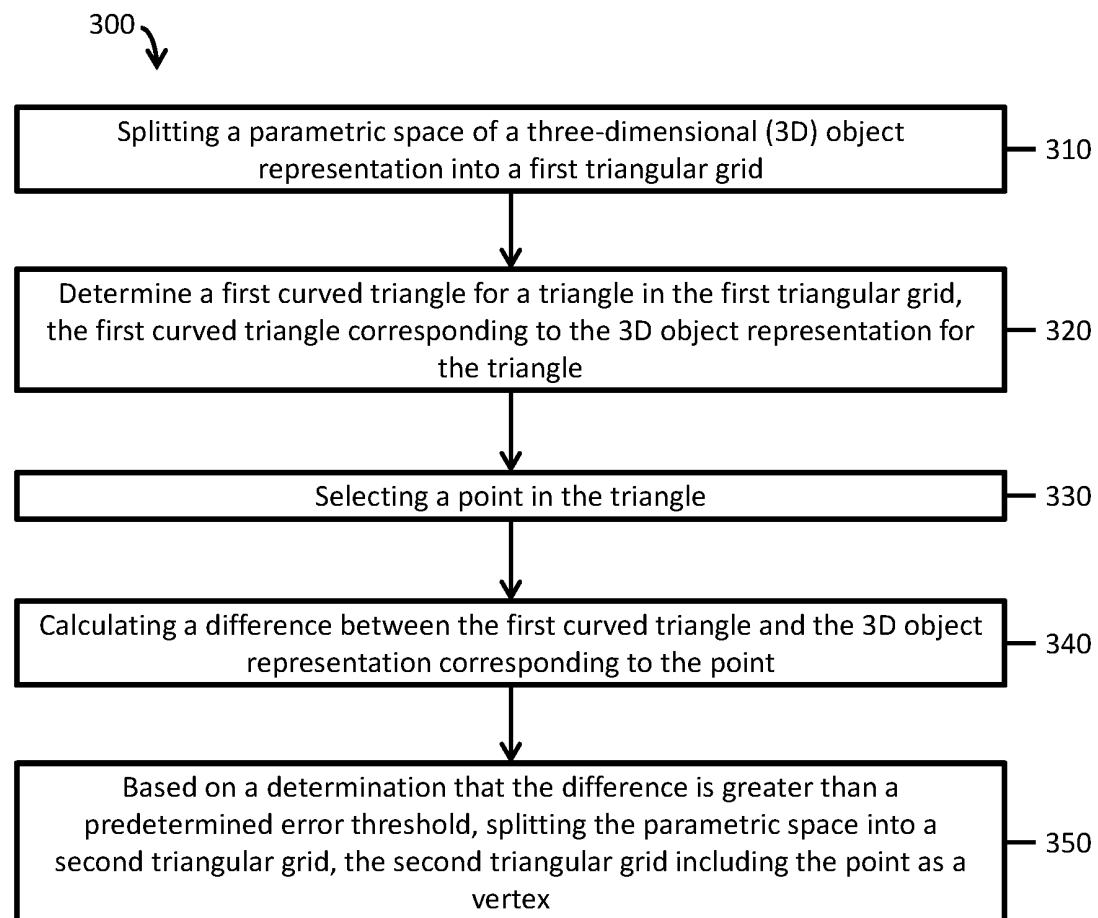 300
Splitting a parametric space of a three-dimensional (3D) object
representation into a first triangular grid
310
Determine a first curved triangle for a triangle in the first triangular grid,
the first curved triangle corresponding to the 3D object representation for
the triangle
320
Selecting a point in the triangle
330
Calculating a difference between the first curved triangle and the 3D object
representation corresponding to the point
340
Based on a determination that the difference is greater than a
predetermined error threshold, splitting the parametric space into a
second triangular grid, the second triangular grid including the point as a
vertex
350